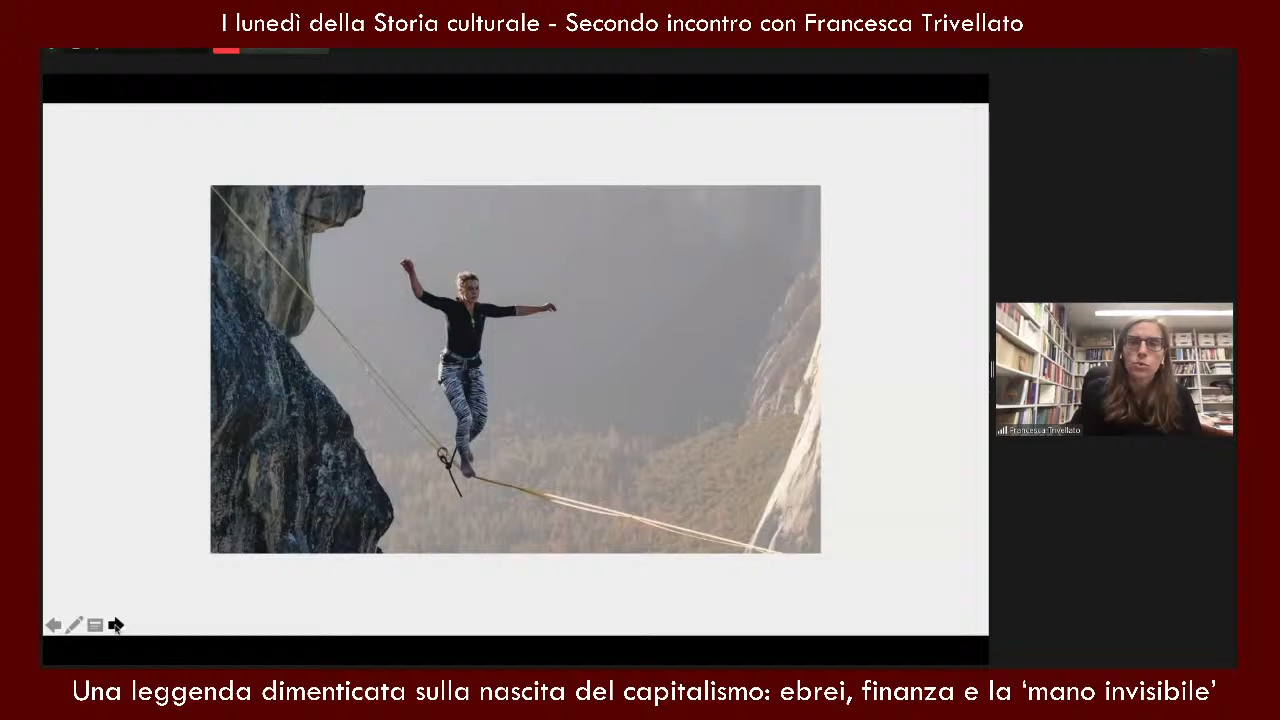 I lunedì della Storia culturale - Secondo incontro con Francesca Trivellato
Francesca Trivellato
Una leggenda dimenticata sulla nascita del capitalismo: ebrei, finanza e la ‘mano invisibile’